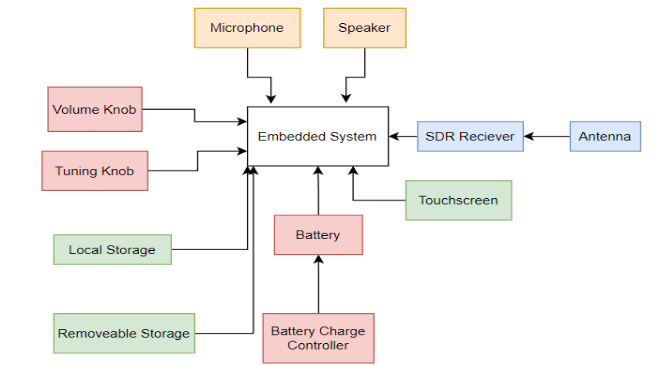 Microphone
Speaker
Volume Knob
Embedded System
SDR Reciever
Antenna
Tuning Knob
Touchscreen
Battery
Local Storage
Removeable Storage
Battery Charge
Controller